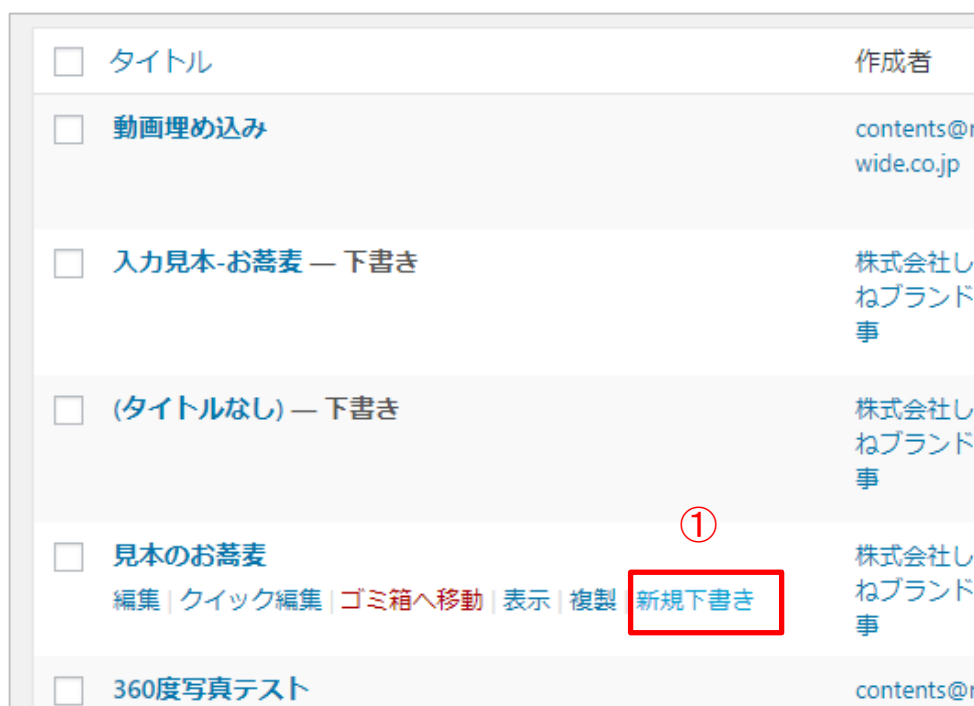 タイトル 作成者
動画埋め込み contents@
wide.co.jp
入力見本-お蕎麦 — 下書き 株式会社し
ねブランド
事
(タイトルなし) — 下書き 株式会社し
ねブランド
事
①
見本のお蕎麦 株式会社し
編集 | クイック編集 | ゴミ箱へ移動 | 表示 | 複製 | 新規下書き ねブランド
事
360度写真テスト contents@